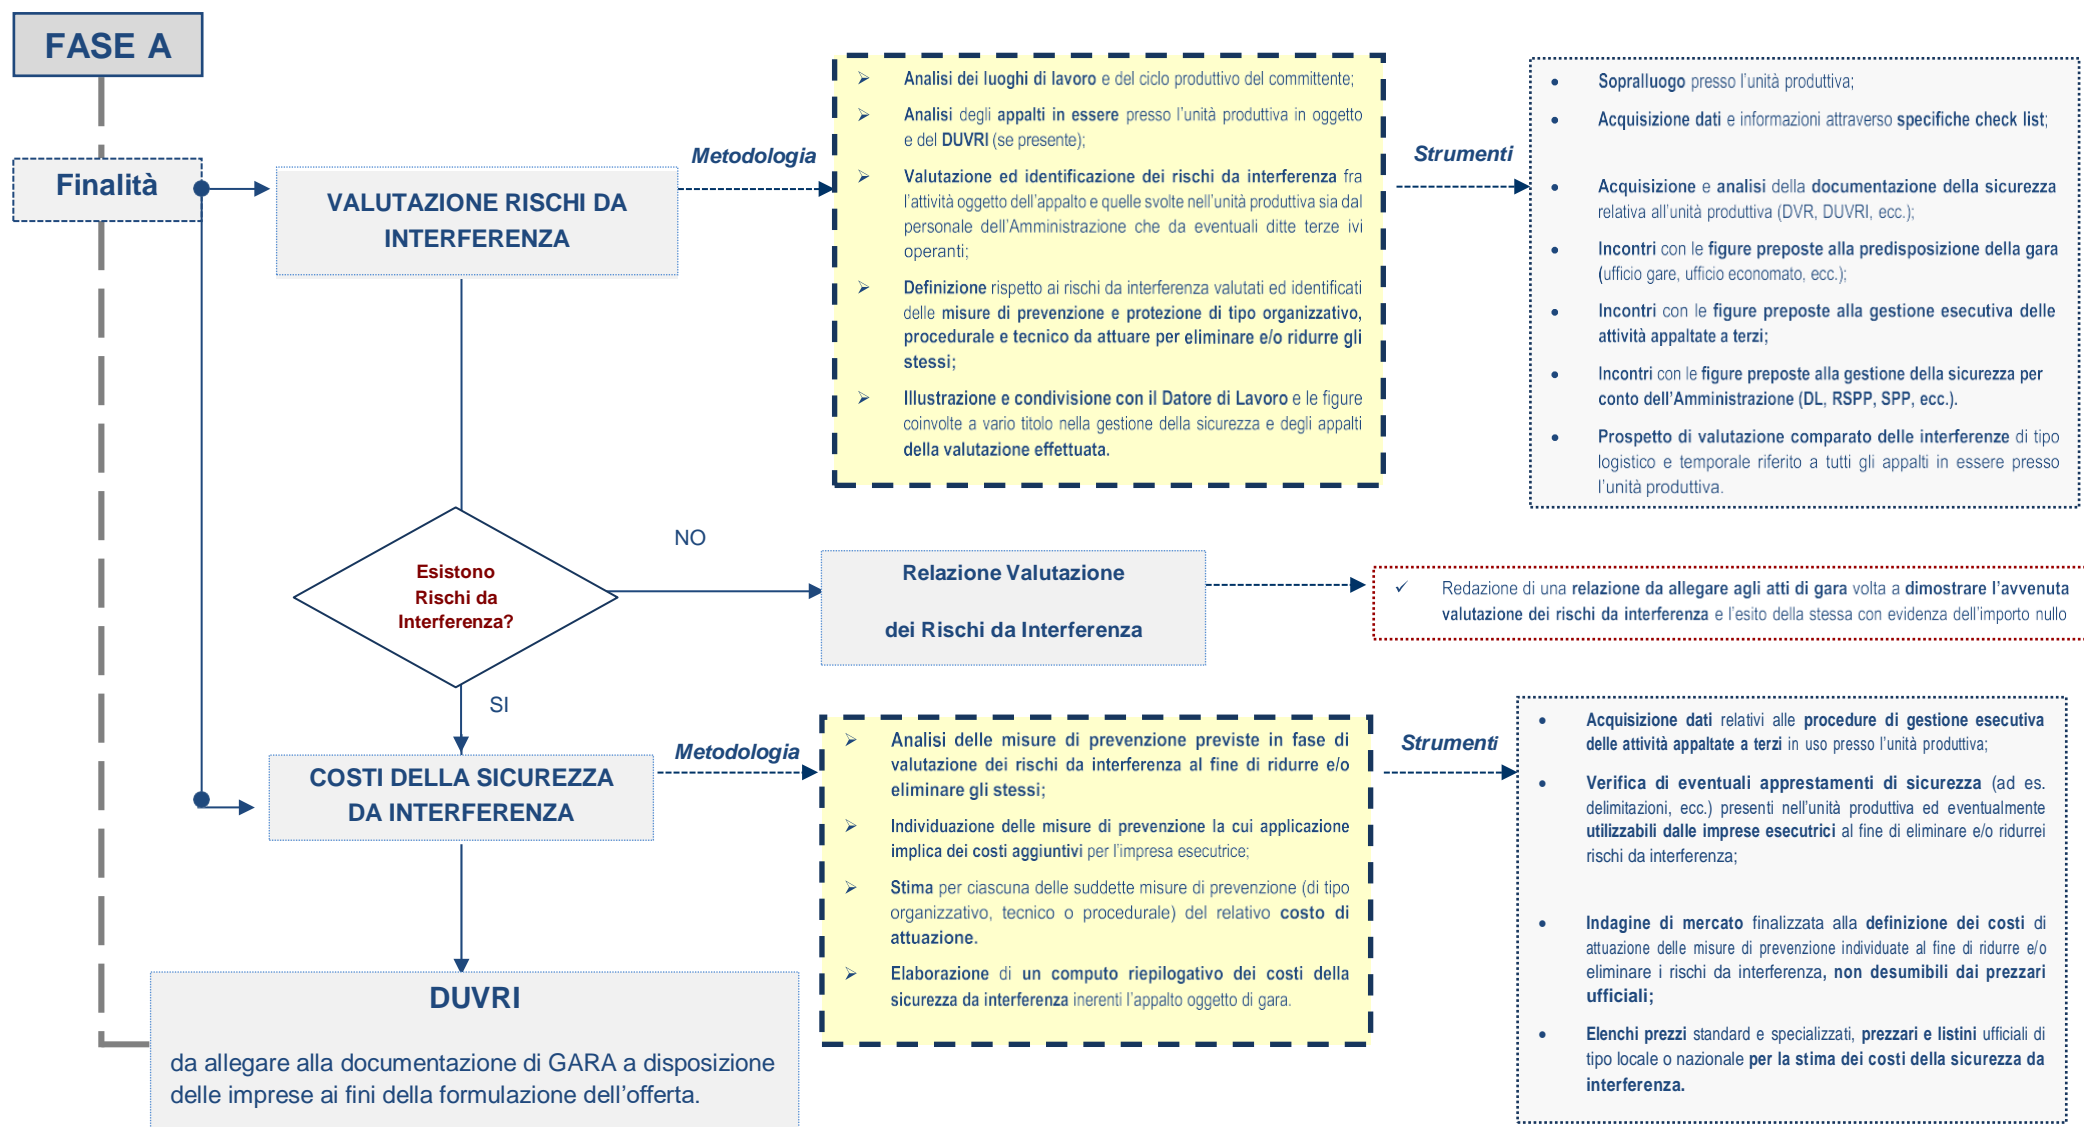 FASE A
Finalità
VALUTAZIONE RISCHI DA
INTERFERENZA
Metodologia
➢ Analisi dei luoghi di lavoro e del ciclo produttivo del committente;
➢ Analisi degli appalti in essere presso l'unità produttiva in oggetto
e del DUVRI (se presente);
➢ Valutazione ed identificazione dei rischi da interferenza fra
l'attività oggetto dell'appalto e quelle svolte nell'unità produttiva sia dal
personale dell'Amministrazione che da eventuali ditte terze ivi
operanti;
➢ Definizione rispetto ai rischi da interferenza valutati ed identificati
delle misure di prevenzione e protezione di tipo organizzativo,
procedurale e tecnico da attuare per eliminare e/o ridurre gli
stessi;
➢ Illustrazione e condivisione con il Datore di Lavoro e le figure
coinvolte a vario titolo nella gestione della sicurezza e degli appalti
della valutazione effettuata.
Strumenti
• Sopralluogo presso l'unità produttiva;
• Acquisizione dati e informazioni attraverso specifiche check list;
• Acquisizione e analisi della documentazione della sicurezza
relativa all'unità produttiva (DVR, DUVRI, ecc.);
• Incontri con le figure preposte alla predisposizione della gara
(ufficio gare, ufficio economato, ecc.);
• Incontri con le figure preposte alla gestione esecutiva delle
attività appaltate a terzi;
• Incontri con le figure preposte alla gestione della sicurezza per
conto dell'Amministrazione (DL, RSPP, SPP, ecc.).
• Prospetto di valutazione comparato delle interferenze di tipo
logistico e temporale riferito a tutti gli appalti in essere presso
l'unità produttiva.
Esistono
Rischi da
Interferenza?
NO
Relazione Valutazione
dei Rischi da Interferenza
✓ Redazione di una relazione da allegare agli atti di gara volta a dimostrare l'avvenuta
valutazione dei rischi da interferenza e l'esito della stessa con evidenza dell'importo nullo
SI
COSTI DELLA SICUREZZA
DA INTERFERENZA
Metodologia
➢ Analisi delle misure di prevenzione previste in fase di
valutazione dei rischi da interferenza al fine di ridurre e/o
eliminare gli stessi;
➢ Individuazione delle misure di prevenzione la cui applicazione
implica dei costi aggiuntivi per l'impresa esecutrice;
➢ Stima per ciascuna delle suddette misure di prevenzione (di tipo
organizzativo, tecnico o procedurale) del relativo costo di
attuazione.
➢ Elaborazione di un computo riepilogativo dei costi della
sicurezza da interferenza inerenti l'appalto oggetto di gara.
Strumenti
• Acquisizione dati relativi alle procedure di gestione esecutiva
delle attività appaltate a terzi in uso presso l'unità produttiva;
• Verifica di eventuali apprestamenti di sicurezza (ad es.
delimitazioni, ecc.) presenti nell'unità produttiva ed eventualmente
utilizzabili dalle imprese esecutrici al fine di eliminare e/o ridurrei
rischi da interferenza;
• Indagine di mercato finalizzata alla definizione dei costi di
attuazione delle misure di prevenzione individuate al fine di ridurre e/o
eliminare i rischi da interferenza, non desumibili dai prezzari
ufficiali;
• Elenchi prezzi standard e specializzati, prezzari e listini ufficiali di
tipo locale o nazionale per la stima dei costi della sicurezza da
interferenza.
DUVRI
da allegare alla documentazione di GARA a disposizione
delle imprese ai fini della formulazione dell'offerta.